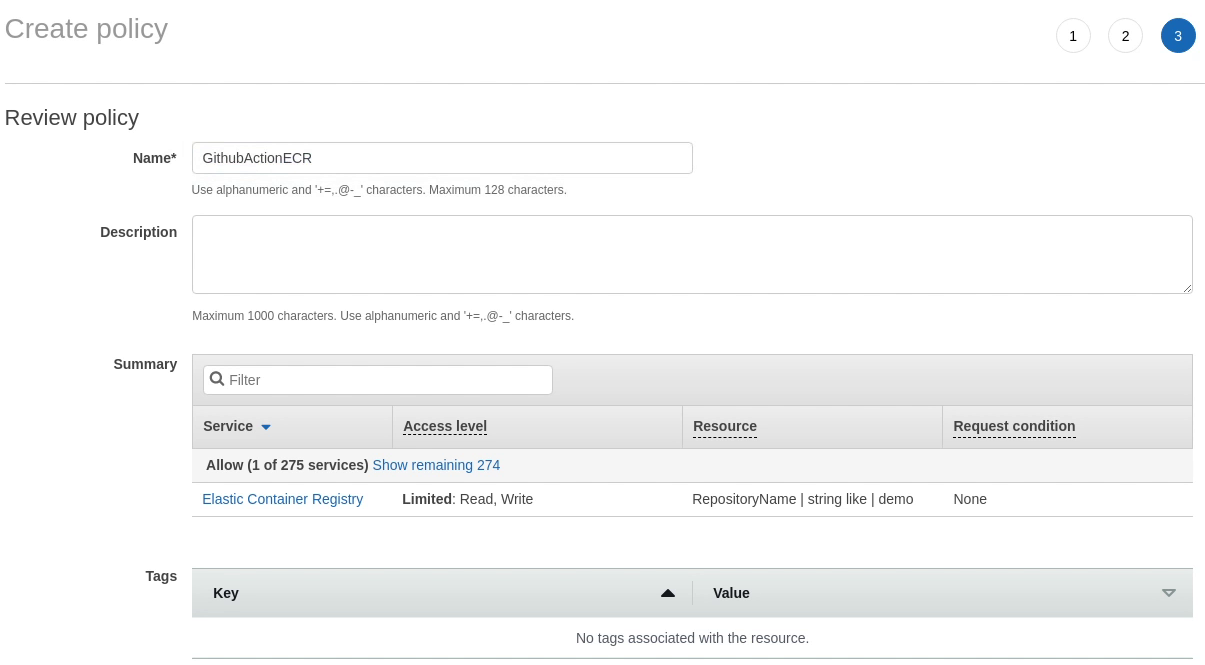 Create policy
1 2 3
Review policy
Name* GithubActionECR
Use alphanumeric and '+=,.@-_' characters. Maximum 128 characters.
Description
Maximum 1000 characters. Use alphanumeric and '+=,.@-_' characters.
Summary
Filter
Service Access level Resource Request condition
Allow (1 of 275 services) Show remaining 274
Elastic Container Registry Limited: Read, Write RepositoryName | string like | demo None
Tags
Key Value
No tags associated with the resource.